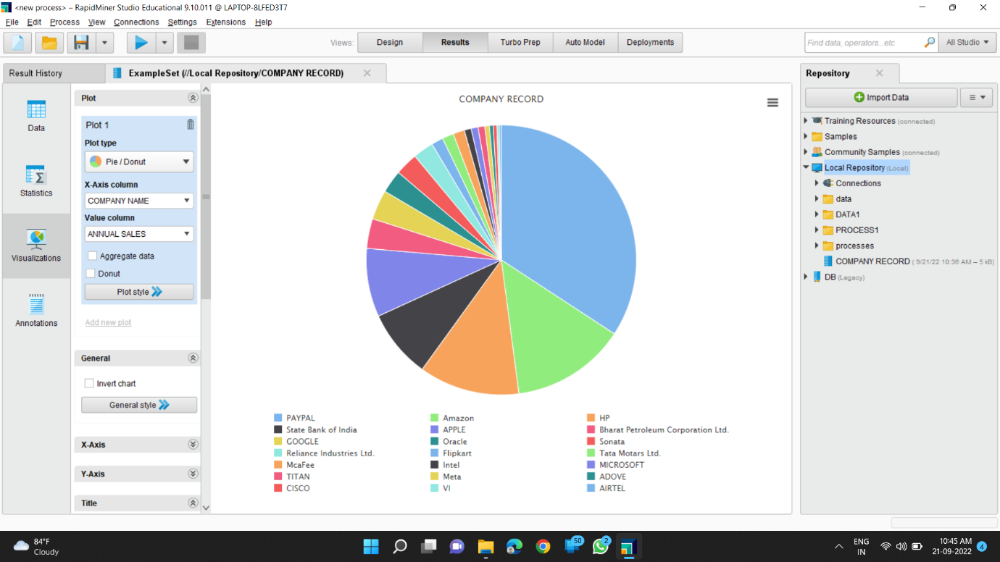 <new process> – RapidMiner Studio Educational 9.10.011 @ LAPTOP-8LFED3T7
File Edit Process View Connections Settings Extensions Help
Views: Design Results Turbo Prep Auto Model Deployments
Find data, operators...etc All Studio
Result History
ExampleSet (//Local Repository/COMPANY RECORD)
Data
Statistics
Visualizations
Annotations
Plot
Plot 1
Plot type
Pie / Donut
X-Axis column
COMPANY NAME
Value column
ANNUAL SALES
Aggregate data
Donut
Plot style
Add new plot
General
Invert chart
General style
X-Axis
Y-Axis
Title
COMPANY RECORD
PAYPAL Amazon HP
State Bank of India APPLE Bharat Petroleum Corporation Ltd.
GOOGLE Oracle Sonata
Reliance Industries Ltd. Flipkart Tata Motars Ltd.
McaFee Intel MICROSOFT
TITAN Meta ADOVE
CISCO VI AIRTEL
Repository
Import Data
Training Resources (connected)
Samples
Community Samples (connected)
Local Repository (Local)
Connections
data
DATA1
PROCESS1
processes
COMPANY RECORD ( 9/21/22 10:36 AM – 5 kB)
DB (Legacy)
84°F
Cloudy
50
2
ENG
IN
10:45 AM
21-09-2022
4